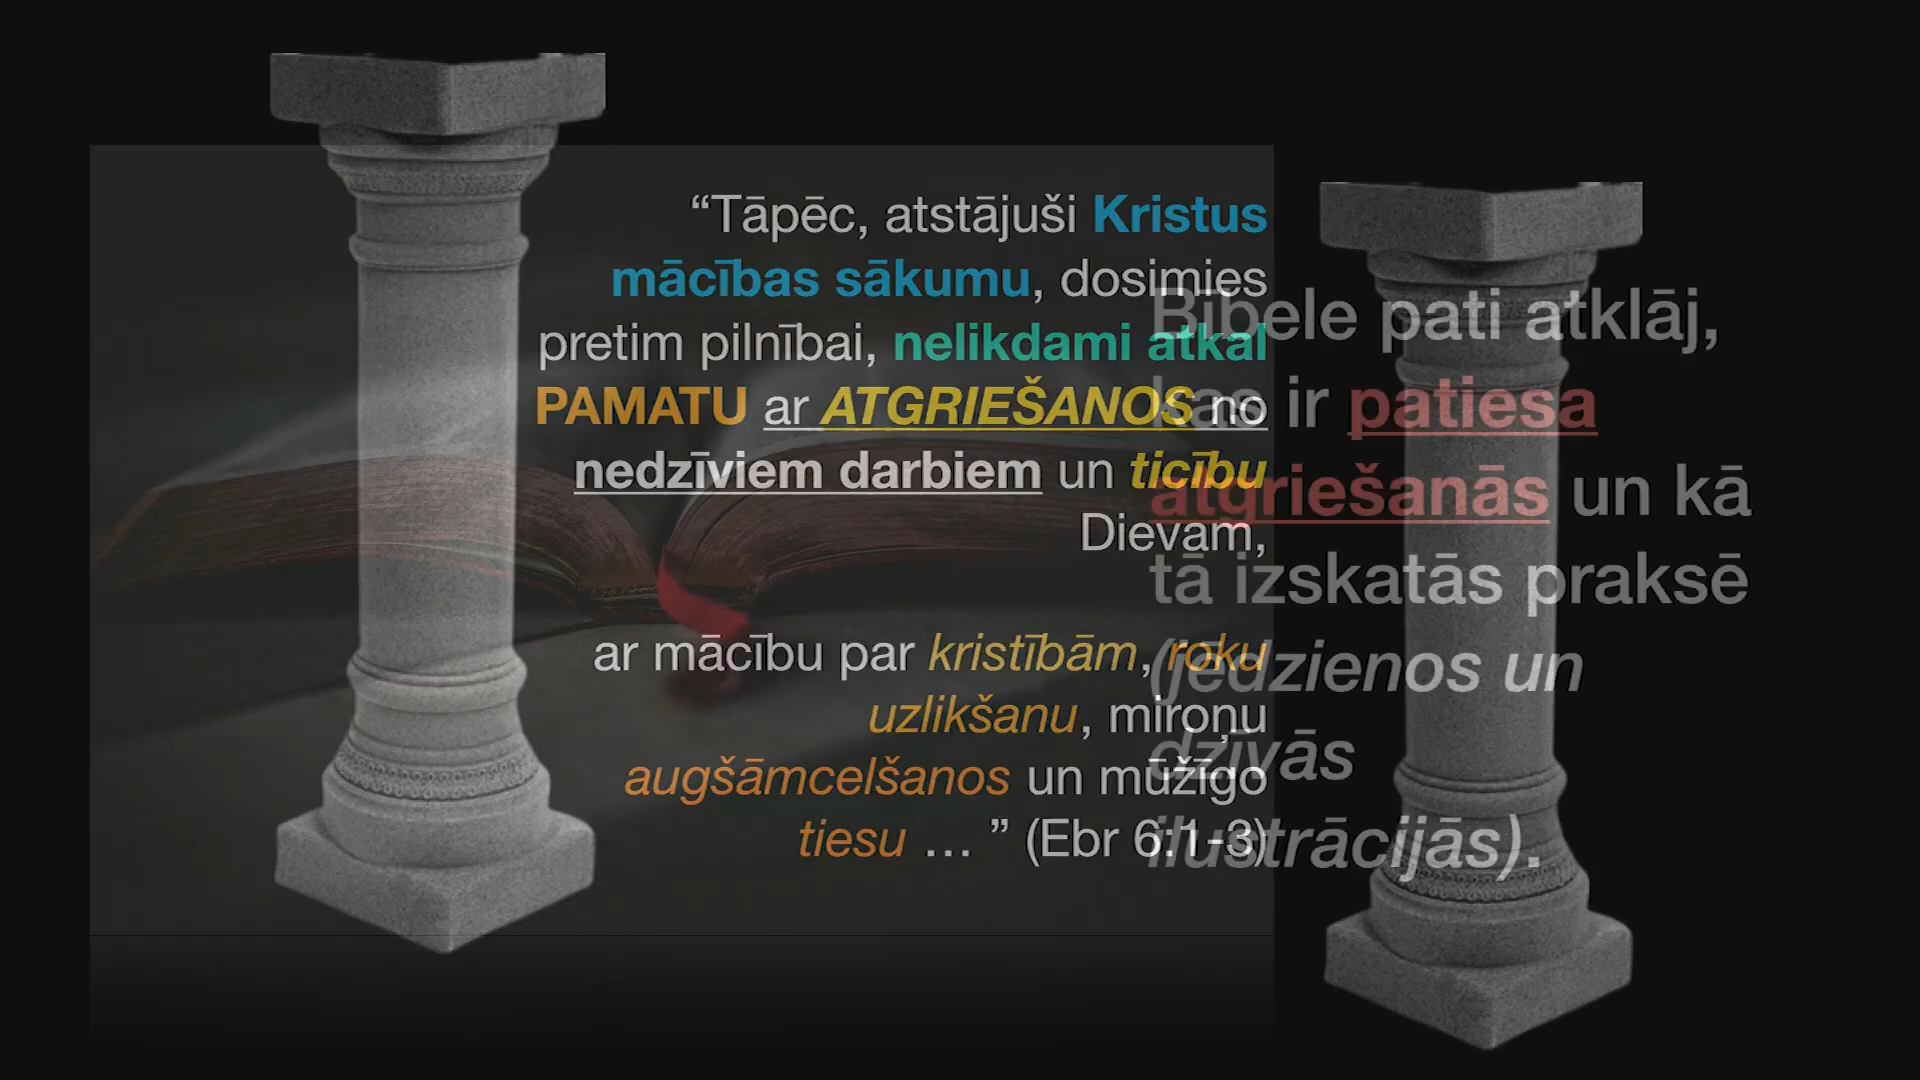 “Tāpēc, atstājuši Kristus
mācības sākumu, dosimies
pretim pilnībai, nelikdami atkal
PAMATU ar ATGRIEŠANOS no
nedzīviem darbiem un ticību
Dievam,
ar mācību par kristībām, roku
uzlikšanu, miroņu
augšāmcelšanos un mūžīgo
tiesu … ” (Ebr 6:1-3)
Bībele pati atklāj,
kas ir patiesa
atgriešanās un kā
tā izskatās praksē
(jēdzienos un
dzīvās
ilustrācijās).